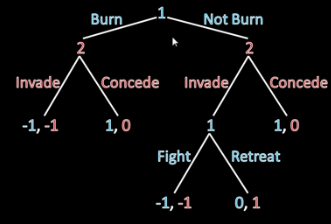 1
Burn Not Burn
2 2
Invade Concede Invade Concede
-1, -1 1, 0 1 1, 0
Fight Retreat
-1, -1 0, 1